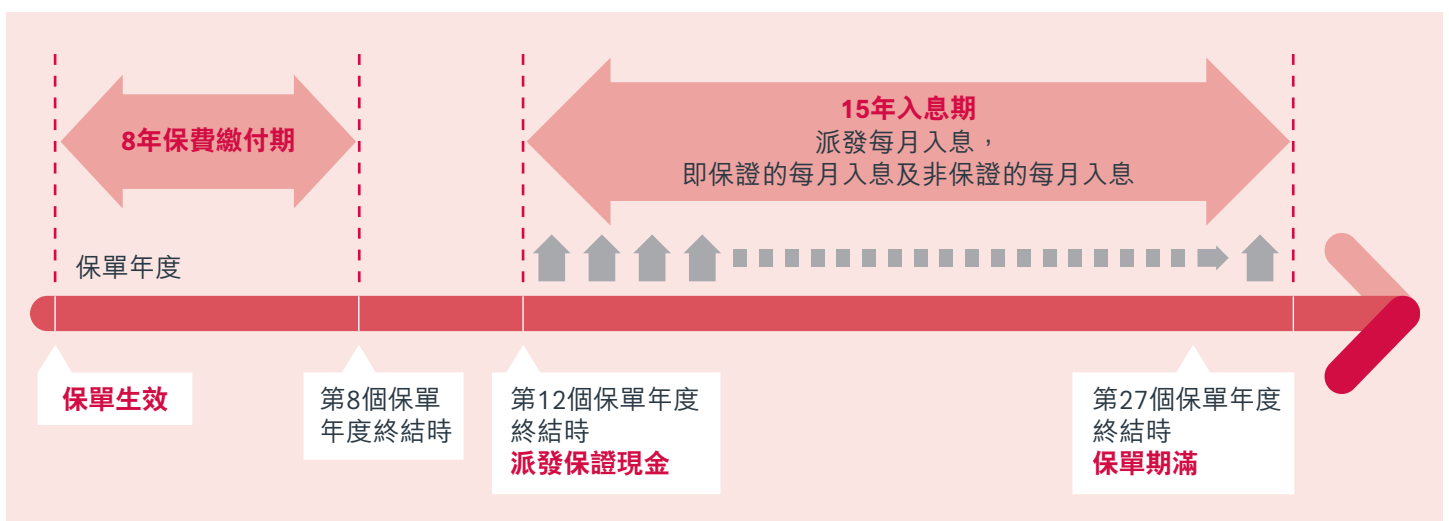 8年保費繳付期
15年入息期
派發每月入息，
即保證的每月入息及非保證的每月入息
保單年度
保單生效
第8個保單
年度終結時
第12個保單年度
終結時
派發保證現金
第27個保單年度
終結時
保單期滿